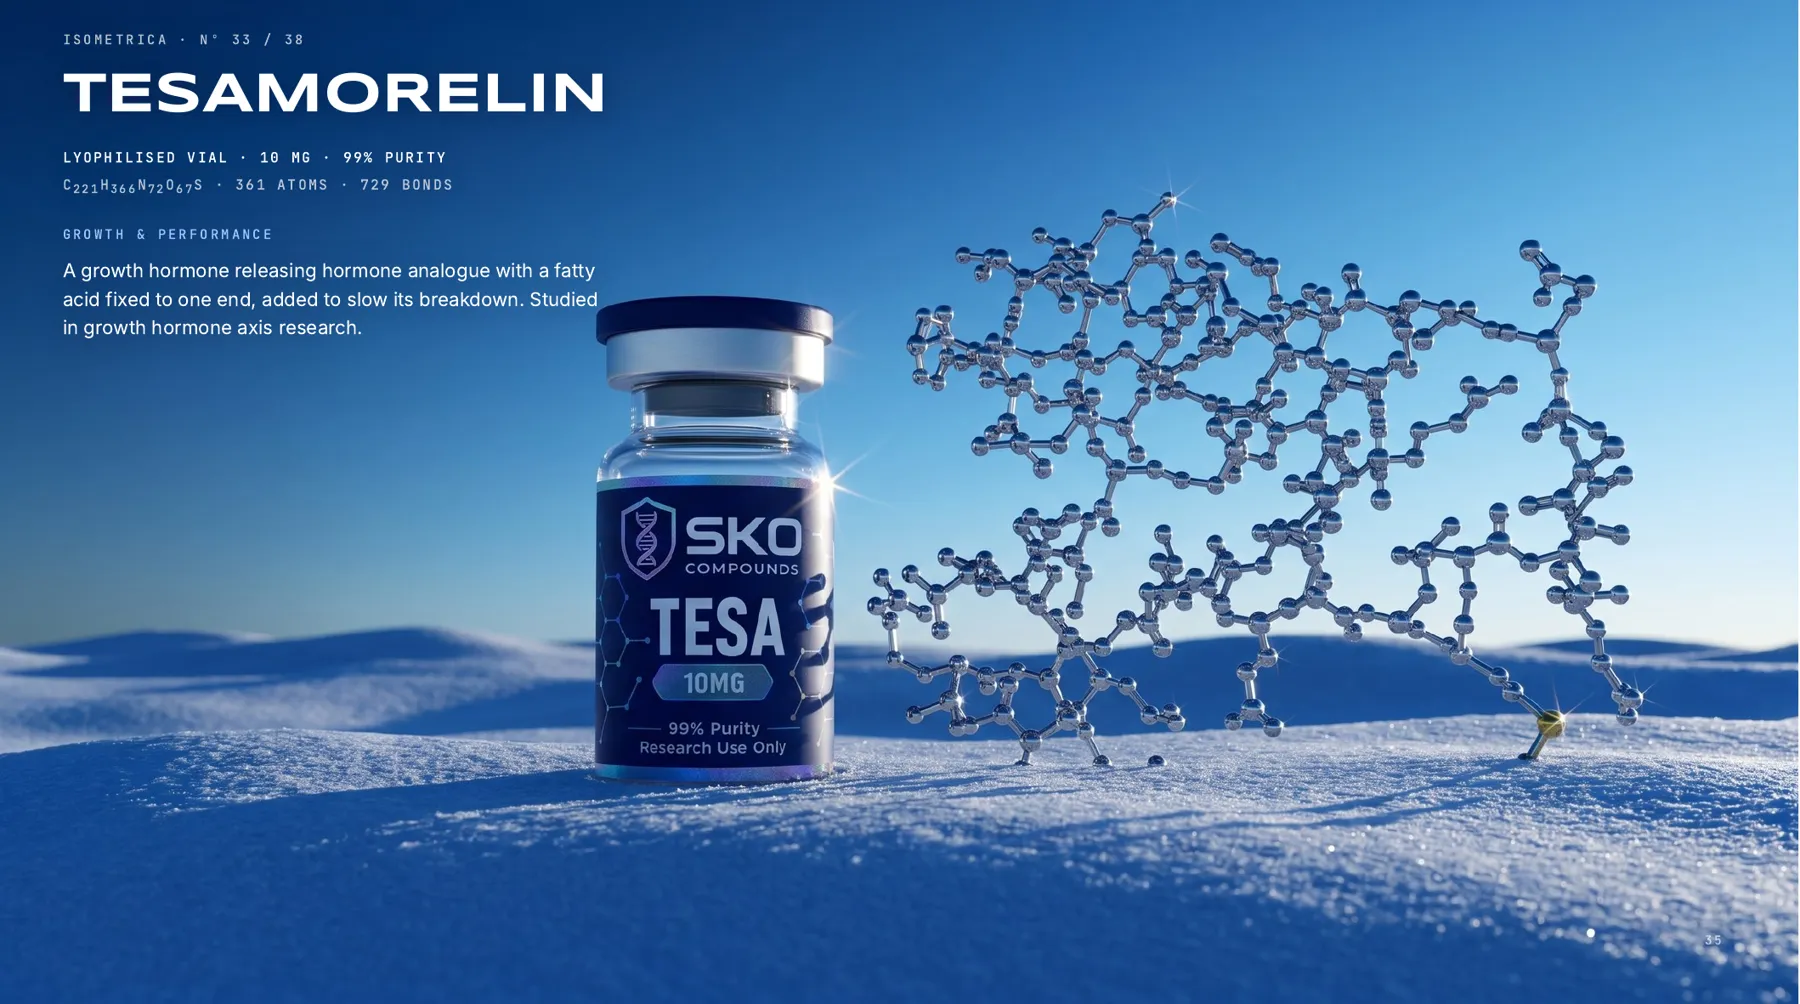 ISOMETRICA · N° 33 / 38
TESAMORELIN
LYOPHILISED VIAL · 10 MG · 99% PURITY
C₂₂₁H₃₆₆N₇₂O₆₇S · 361 ATOMS · 729 BONDS
GROWTH & PERFORMANCE
A growth hormone releasing hormone analogue with a fatty
acid fixed to one end, added to slow its breakdown. Studied
in growth hormone axis research.
SKO
COMPOUNDS
TESA
10MG
99% Purity
Research Use Only
35